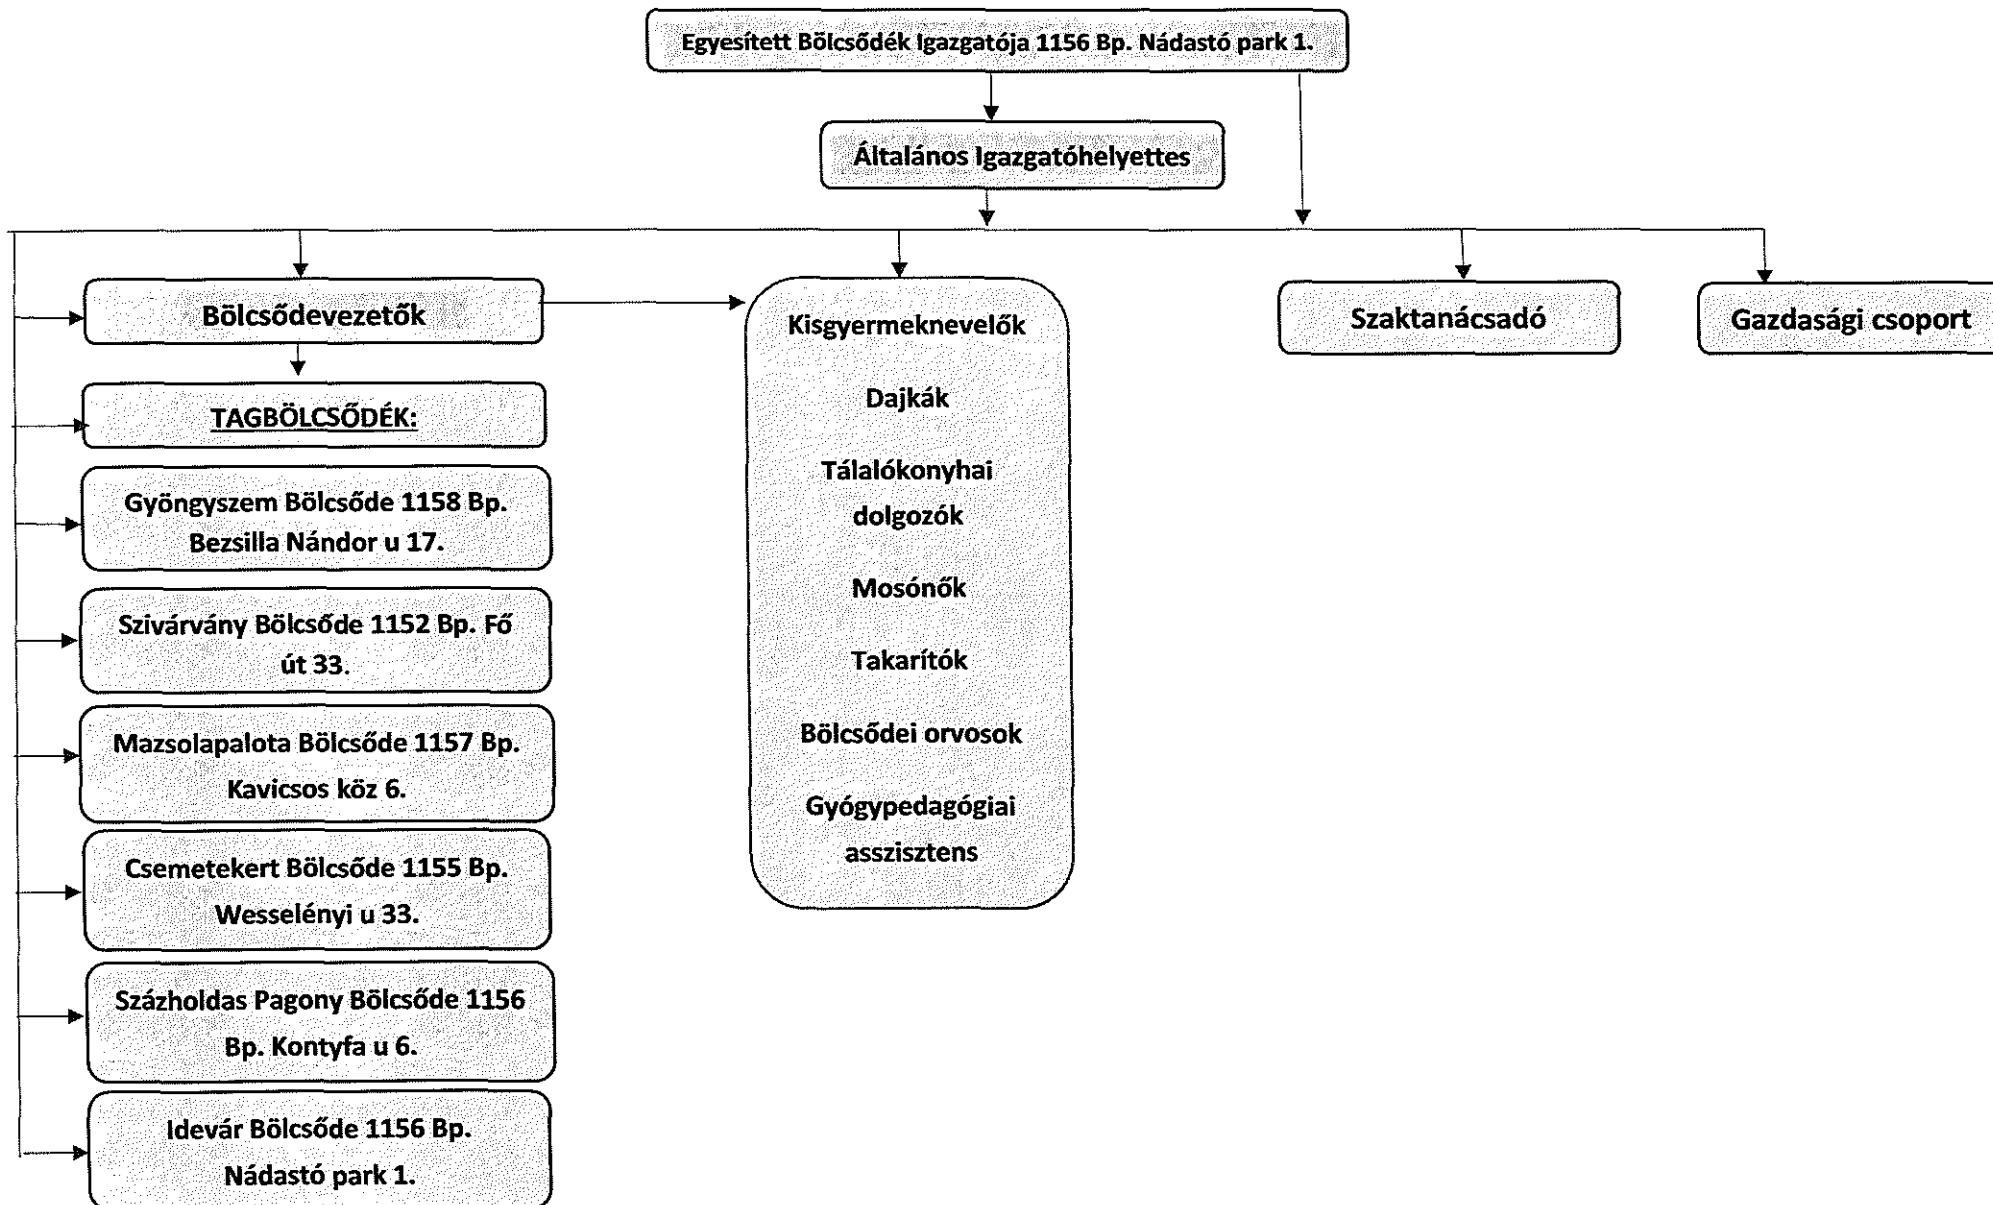 Egyesített Bölcsődék Igazgatója 1156 Bp. Nádastó park 1.
Általános Igazgatóhelyettes
Bölcsődevezetők
TAGBÖLCSŐDÉK:
Gyöngyszem Bölcsőde 1158 Bp.
Bezsilla Nándor u 17.
Szivárvány Bölcsőde 1152 Bp. Fő
út 33.
Mazsolapalota Bölcsőde 1157 Bp.
Kavicsos köz 6.
Csemetekert Bölcsőde 1155 Bp.
Wesselényi u 33.
Százholdas Pagony Bölcsőde 1156
Bp. Kontyfa u 6.
Idevár Bölcsőde 1156 Bp.
Nádastó park 1.
Kisgyermeknevelők
Dajkák
Tálalókonyhai
dolgozók
Mosónők
Takarítók
Bölcsődei orvosok
Gyógypedagógiai
asszisztens
Szaktanácsadó
Gazdasági csoport